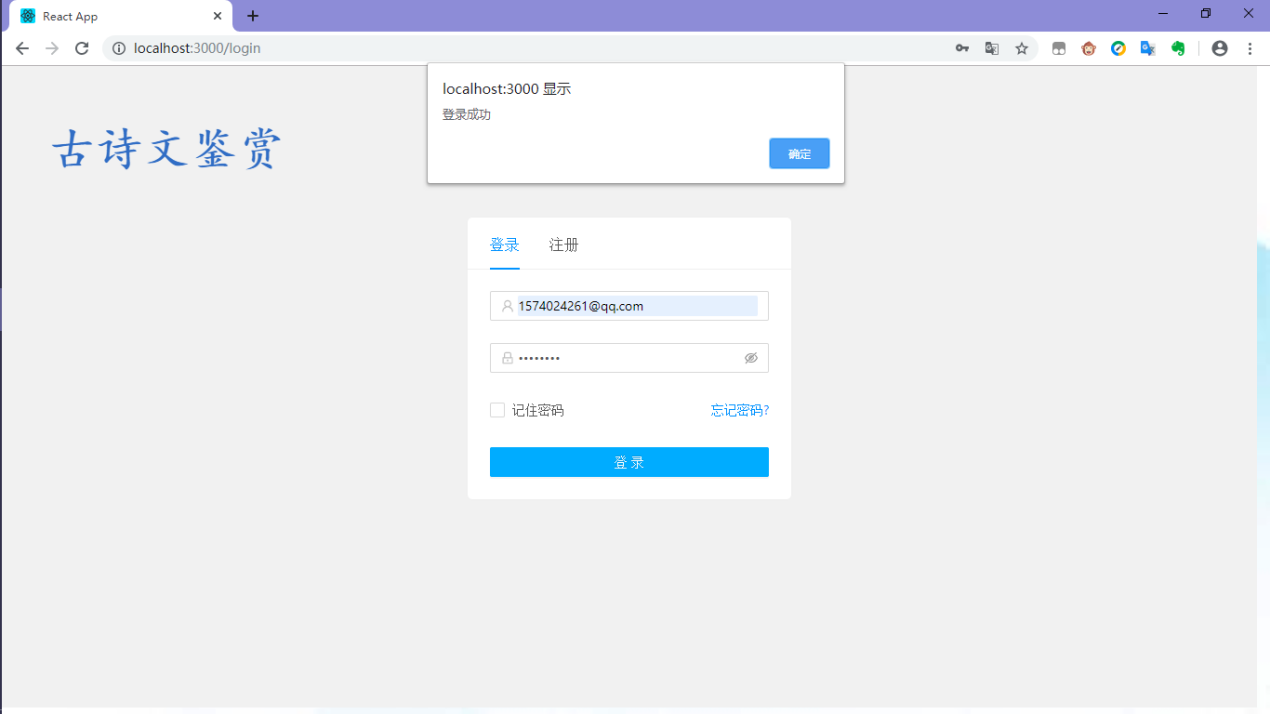 React App
localhost:3000/login
localhost:3000 显示
登录成功
确定
古诗文鉴赏
登录 注册
1574024261@qq.com
••••••••
记住密码 忘记密码?
登 录